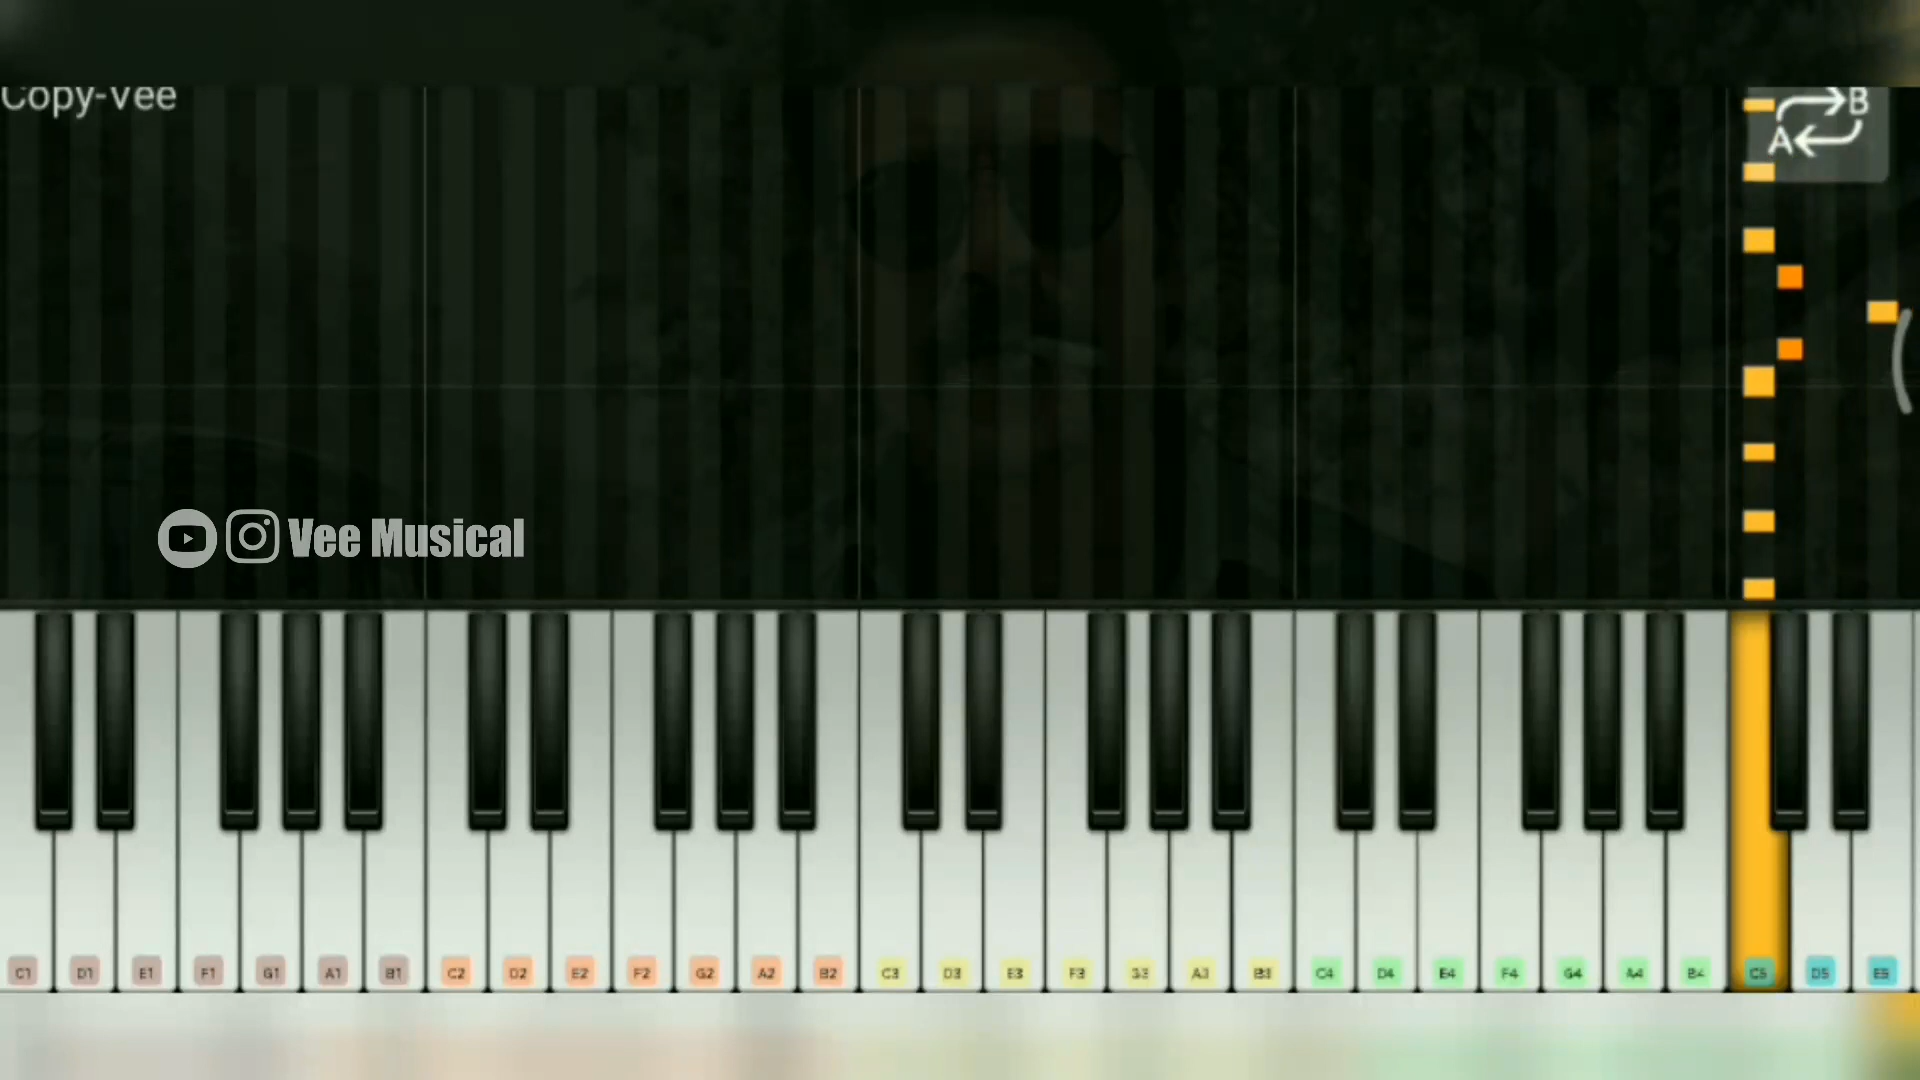 Copy-Vee
B
A
Vee Musical
C1 D1 E1 F1 G1 A1 B1 C2 D2 E2 F2 G2 A2 B2 C3 D3 E3 F3 G3 A3 B3 C4 D4 E4 F4 G4 A4 B4 C5 D5 E5